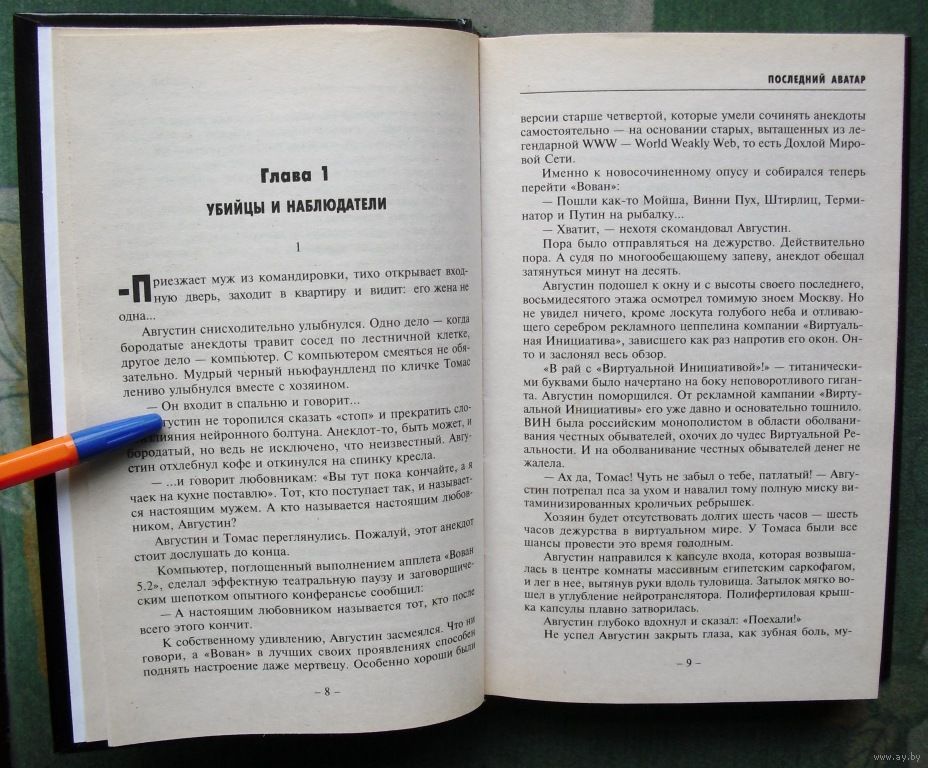 Глава 1
УБИЙЦЫ И НАБЛЮДАТЕЛИ
1
-Приезжает муж из командировки, тихо открывает вход-
ную дверь, заходит в квартиру и видит: его жена не
одна...
Августин снисходительно улыбнулся. Одно дело — когда
бородатые анекдоты травит сосед по лестничной клетке,
другое дело — компьютер. С компьютером смеяться не обя-
зательно. Мудрый черный ньюфаундленд по кличке Томас
лениво улыбнулся вместе с хозяином.
— Он входит в спальню и говорит...
Августин не торопился сказать «стоп» и прекратить сло-
воизлияния нейронного болтуна. Анекдот-то, быть может, и
бородатый, но ведь не исключено, что неизвестный. Авгу-
стин отхлебнул кофе и откинулся на спинку кресла.
— ...и говорит любовникам: «Вы тут пока кончайте, а я
чаек на кухне поставлю». Тот, кто поступает так, и называет-
ся настоящим мужем. А кто называется настоящим любов-
ником, Августин?
Августин и Томас переглянулись. Пожалуй, этот анекдот
стоит дослушать до конца.
Компьютер, поглощенный выполнением апплета «Вован
5.2», сделал эффектную театральную паузу и заговорщиче-
ским шепотком опытного конферансье сообщил:
— А настоящим любовником называется тот, кто после
всего этого кончит.
К собственному удивлению, Августин засмеялся. Что ни
говори, а «Вован» в лучших своих проявлениях способен
поднять настроение даже мертвецу. Особенно хороши были
– 8 –
ПОСЛЕДНИЙ АВАТАР
версии старше четвертой, которые умели сочинять анекдоты
самостоятельно — на основании старых, вытащенных из ле-
гендарной WWW — World Weakly Web, то есть Дохлой Миро-
вой Сети.
Именно к новосочиненному опусу и собирался теперь
перейти «Вован»:
— Пошли как-то Мойша, Винни Пух, Штирлиц, Терми-
натор и Путин на рыбалку...
— Хватит, — нехотя скомандовал Августин.
Пора было отправляться на дежурство. Действительно
пора. А судя по многообещающему запеву, анекдот обещал
затянуться минут на десять.
Августин подошел к окну и с высоты своего последнего,
восьмидесятого этажа осмотрел томимую зноем Москву. Но
не увидел ничего, кроме лоскута голубого неба и отливаю-
щего серебром рекламного цеппелина компании «Виртуаль-
ная Инициатива», зависшего как раз напротив его окон. Он-
то и заслонял весь обзор.
«В рай с «Виртуальной Инициативой»!» — титанически-
ми буквами было начертано на боку неповоротливого гиган-
та. Августин поморщился. От рекламной кампании «Вирту-
альной Инициативы» его уже давно и основательно тошнило.
ВИН была российским монополистом в области оболвани-
вания честных обывателей, охочих до чудес Виртуальной Ре-
альности. И на оболванивание честных обывателей денег не
жалела.
— Ах да, Томас! Чуть не забыл о тебе, патлатый! — Авгу-
стин потрепал пса за ухом и навалил тому полную миску ви-
таминизированных кроличьих ребрышек.
Хозяин будет отсутствовать долгих шесть часов — шесть
часов дежурства в виртуальном мире. У Томаса были все
шансы провести это время голодным.
Августин направился к капсуле входа, которая возвыша-
лась в центре комнаты массивным египетским саркофагом,
и лег в нее, вытянув руки вдоль туловища. Затылок мягко во-
шел в углубление нейротранслятора. Полифертиловая крыш-
ка капсулы плавно затворилась.
Августин глубоко вдохнул и сказал: «Поехали!»
Не успел Августин закрыть глаза, как зубная боль, му-
– 9 –
www.ay.by